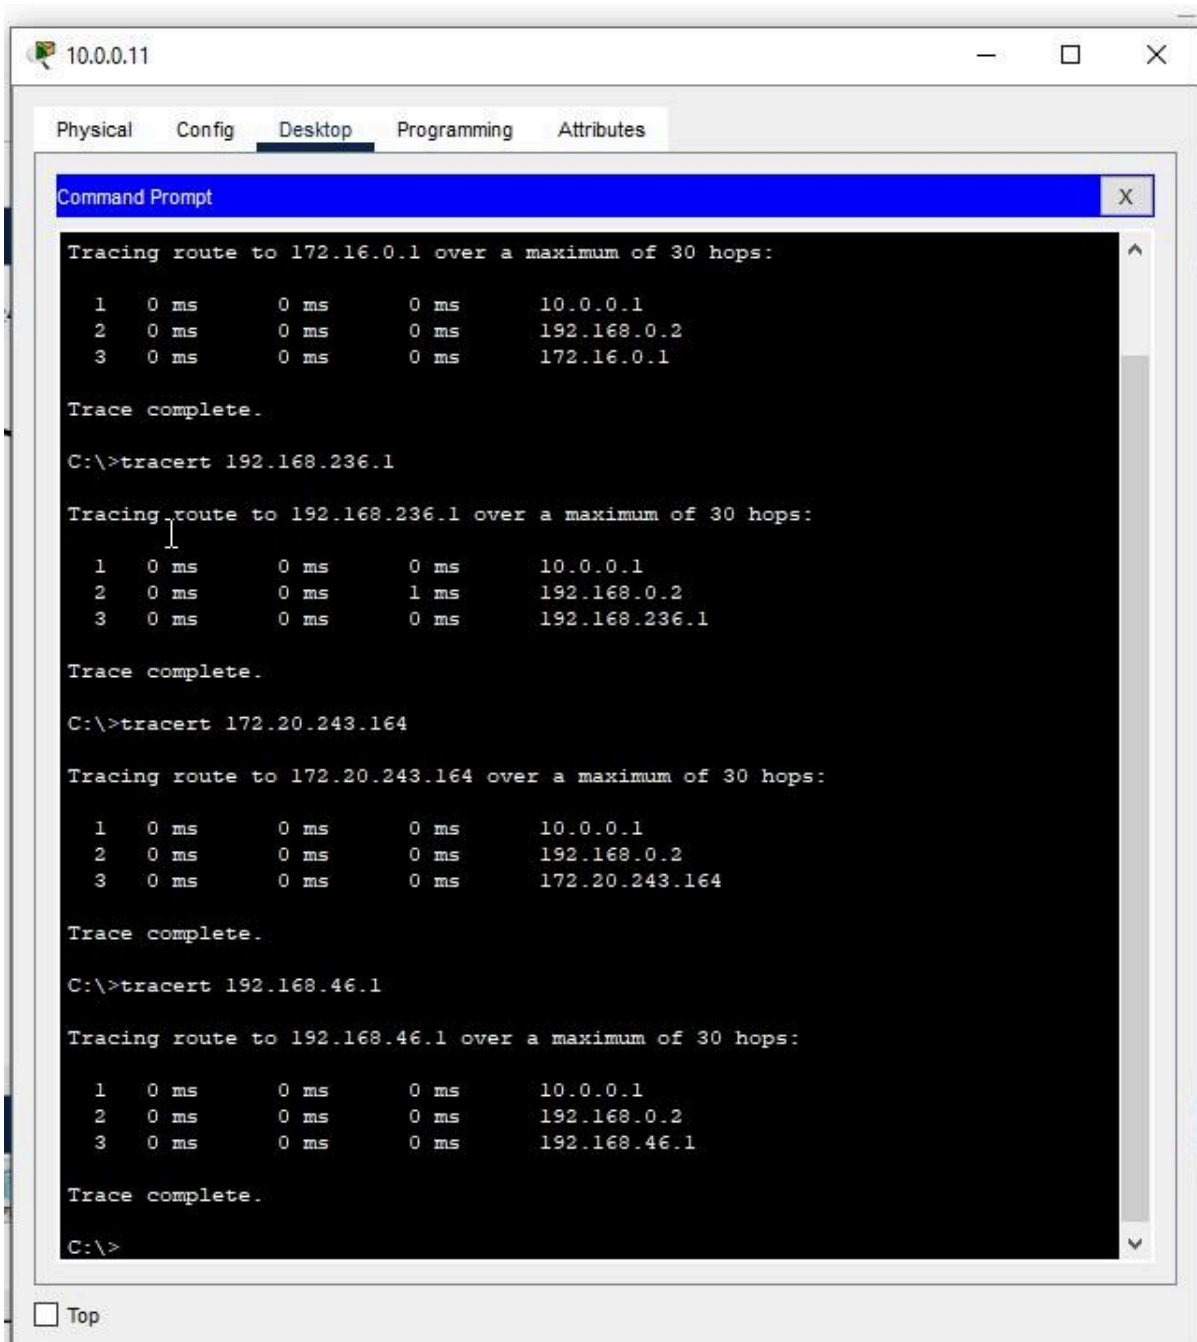 10.0.0.11
Physical Config Desktop Programming Attributes
Command Prompt X
Tracing route to 172.16.0.1 over a maximum of 30 hops:
1 0 ms 0 ms 0 ms 10.0.0.1
2 0 ms 0 ms 0 ms 192.168.0.2
3 0 ms 0 ms 0 ms 172.16.0.1
Trace complete.
C:\>tracert 192.168.236.1
Tracing route to 192.168.236.1 over a maximum of 30 hops:
1 0 ms 0 ms 0 ms 10.0.0.1
2 0 ms 0 ms 1 ms 192.168.0.2
3 0 ms 0 ms 0 ms 192.168.236.1
Trace complete.
C:\>tracert 172.20.243.164
Tracing route to 172.20.243.164 over a maximum of 30 hops:
1 0 ms 0 ms 0 ms 10.0.0.1
2 0 ms 0 ms 0 ms 192.168.0.2
3 0 ms 0 ms 0 ms 172.20.243.164
Trace complete.
C:\>tracert 192.168.46.1
Tracing route to 192.168.46.1 over a maximum of 30 hops:
1 0 ms 0 ms 0 ms 10.0.0.1
2 0 ms 0 ms 0 ms 192.168.0.2
3 0 ms 0 ms 0 ms 192.168.46.1
Trace complete.
C:\>
Top